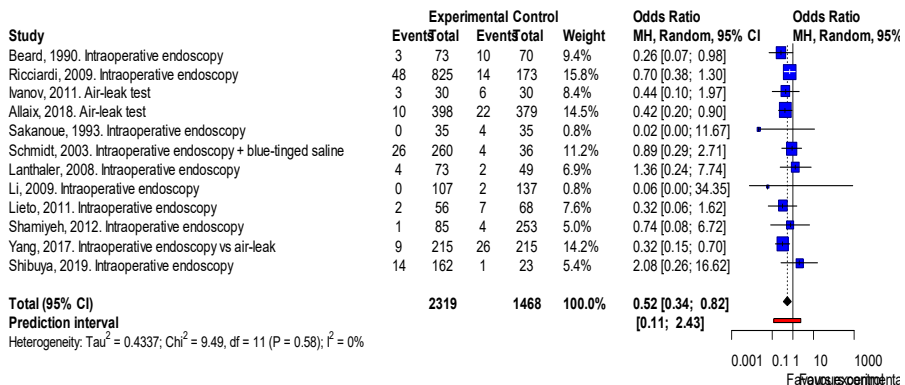 Experimental Control Odds Ratio Odds Ratio
Study Events Total Events Total Weight MH, Random, 95% CI MH, Random, 95%
Beard, 1990. Intraoperative endoscopy 3 73 10 70 9.4% 0.26 [0.07; 0.98]
Ricciardi, 2009. Intraoperative endoscopy 48 825 14 173 15.8% 0.70 [0.38; 1.30]
Ivanov, 2011. Air-leak test 3 30 6 30 8.4% 0.44 [0.10; 1.97]
Allaix, 2018. Air-leak test 10 398 22 379 14.5% 0.42 [0.20; 0.90]
Sakanoue, 1993. Intraoperative endoscopy 0 35 4 35 0.8% 0.02 [0.00; 11.67]
Schmidt, 2003. Intraoperative endoscopy + blue-tinged saline 26 260 4 36 11.2% 0.89 [0.29; 2.71]
Lanthaler, 2008. Intraoperative endoscopy 4 73 2 49 6.9% 1.36 [0.24; 7.74]
Li, 2009. Intraoperative endoscopy 0 107 2 137 0.8% 0.06 [0.00; 34.35]
Lieto, 2011. Intraoperative endoscopy 2 56 7 68 7.6% 0.32 [0.06; 1.62]
Shamiyeh, 2012. Intraoperative endoscopy 1 85 4 253 5.0% 0.74 [0.08; 6.72]
Yang, 2017. Intraoperative endoscopy vs air-leak 9 215 26 215 14.2% 0.32 [0.15; 0.70]
Shibuya, 2019. Intraoperative endoscopy 14 162 1 23 5.4% 2.08 [0.26; 16.62]
Total (95% CI) 2319 1468 100.0% 0.52 [0.34; 0.82]
Prediction interval [0.11; 2.43]
Heterogeneity: Tau² = 0.4337; Chi² = 9.49, df = 11 (P = 0.58); I² = 0%
0.001 0.1 1 10 1000